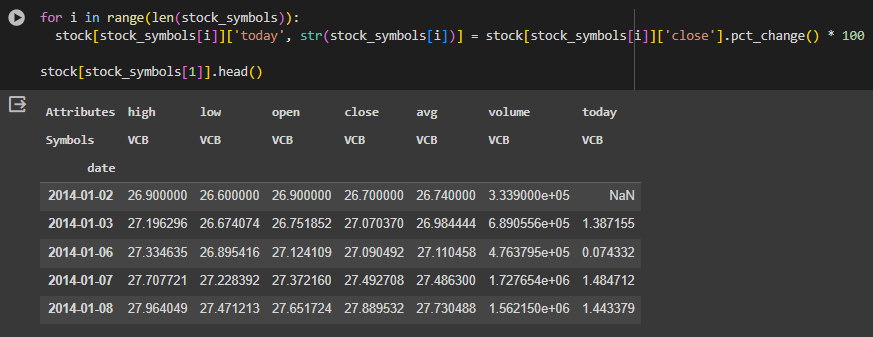 for i in range(len(stock_symbols)):
  stock[stock_symbols[i]]['today', str(stock_symbols[i])] = stock[stock_symbols[i]]['close'].pct_change() * 100
stock[stock_symbols[1]].head()
Attributes high low open close avg volume today
Symbols VCB VCB VCB VCB VCB VCB VCB
date
2014-01-02 26.900000 26.600000 26.900000 26.700000 26.740000 3.339000e+05 NaN
2014-01-03 27.196296 26.674074 26.751852 27.070370 26.984444 6.890556e+05 1.387155
2014-01-06 27.334635 26.895416 27.124109 27.090492 27.110458 4.763795e+05 0.074332
2014-01-07 27.707721 27.228392 27.372160 27.492708 27.486300 1.727654e+06 1.484712
2014-01-08 27.964049 27.471213 27.651724 27.889532 27.730488 1.562150e+06 1.443379